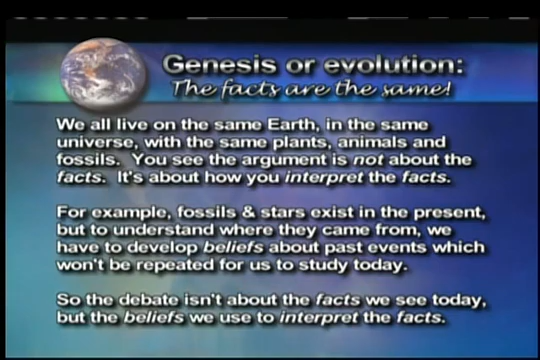 Genesis or evolution:
The facts are the same!
We all live on the same Earth, in the same
universe, with the same plants, animals and
fossils.  You see the argument is not about the
facts.  It's about how you interpret the facts.
For example, fossils & stars exist in the present,
but to understand where they came from, we
have to develop beliefs about past events which
won't be repeated for us to study today.
So the debate isn't about the facts we see today,
but the beliefs we use to interpret the facts.